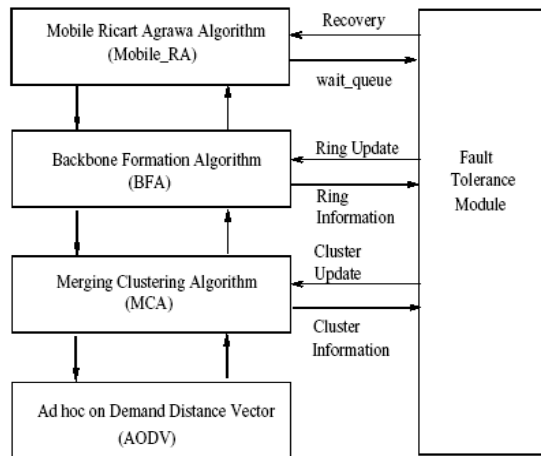 Mobile Ricart Agrawa Algorithm
(Mobile_RA)
Recovery
wait_queue
Backbone Formation Algorithm
(BFA)
Ring Update
Ring
Information
Fault
Tolerance
Module
Cluster
Update
Merging Clustering Algorithm
(MCA)
Cluster
Information
Ad hoc on Demand Distance Vector
(AODV)